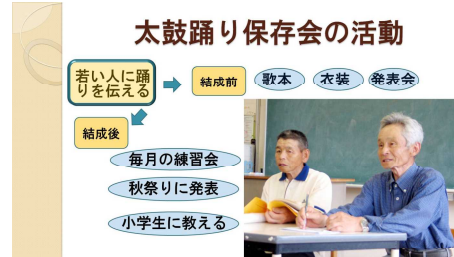 太鼓踊り保存会の活動
若い人に踊
りを伝える
結成前
歌本
衣装
発表会
結成後
毎月の練習会
秋祭りに発表
小学生に教える